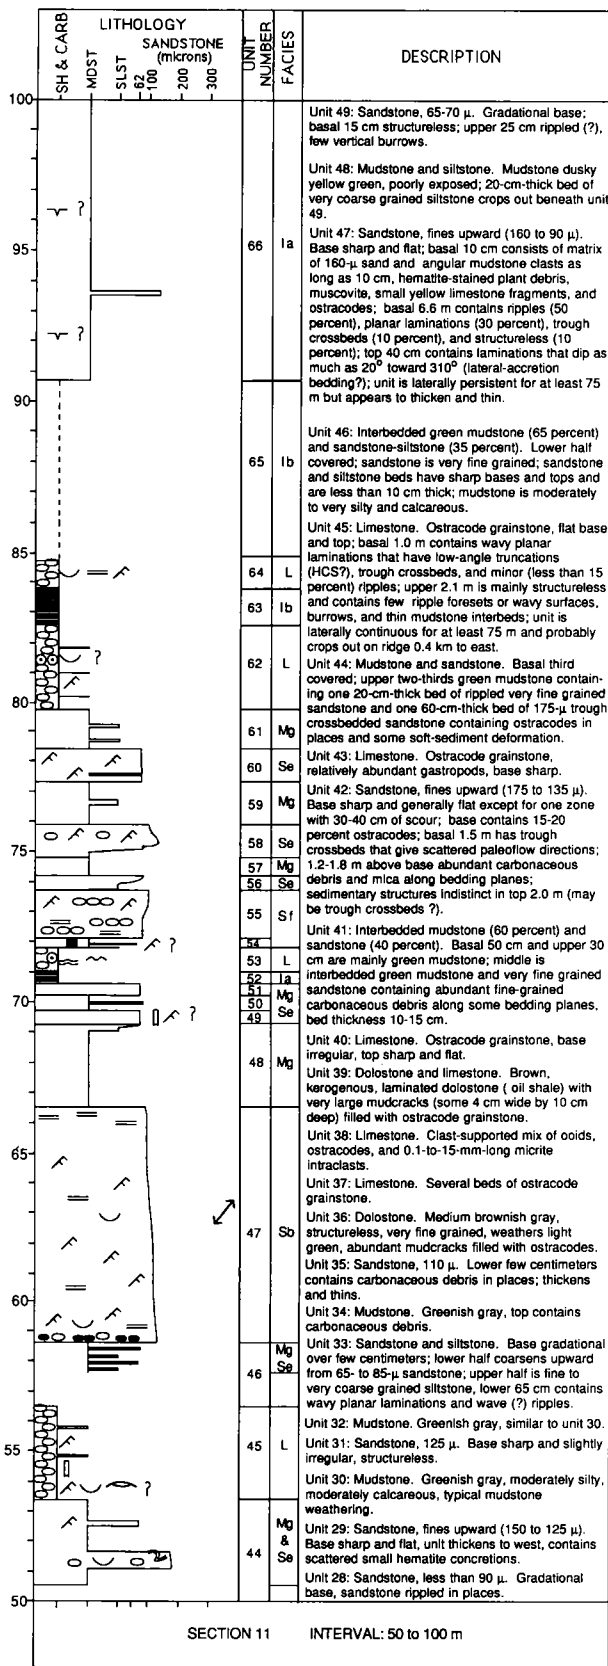 LITHOLOGY
SH & CARB
MDST
SLST
62
SANDSTONE
(microns)
100
200
300
UNIT
NUMBER
FACIES
DESCRIPTION
100
95
90
85
80
75
70
65
60
55
50
? 
?
?
?
?
?
?
66 Ia
65 Ib
64 L
63 Ib
62 L
61 Mg
60 Se
59 Mg
58 Se
57 Mg
56 Se
55 Sf
54
53 L
52 Ia
51
50 Mg
49 Se
48 Mg
47 Sb
46 Mg
Se
45 L
44 Mg
&
Se
Unit 49: Sandstone, 65-70 µ. Gradational base;
basal 15 cm structureless; upper 25 cm rippled (?),
few vertical burrows.
Unit 48: Mudstone and siltstone. Mudstone dusky
yellow green, poorly exposed; 20-cm-thick bed of
very coarse grained siltstone crops out beneath unit
49.
Unit 47: Sandstone, fines upward (160 to 90 µ).
Base sharp and flat; basal 10 cm consists of matrix
of 160-µ sand and angular mudstone clasts as
long as 10 cm, hematite-stained plant debris,
muscovite, small yellow limestone fragments, and
ostracodes; basal 6.6 m contains ripples (50
percent), planar laminations (30 percent), trough
crossbeds (10 percent), and structureless (10
percent); top 40 cm contains laminations that dip as
much as 20° toward 310° (lateral-accretion
bedding?); unit is laterally persistent for at least 75
m but appears to thicken and thin.
Unit 46: Interbedded green mudstone (65 percent)
and sandstone-siltstone (35 percent). Lower half
covered; sandstone is very fine grained; sandstone
and siltstone beds have sharp bases and tops and
are less than 10 cm thick; mudstone is moderately
to very silty and calcareous.
Unit 45: Limestone. Ostracode grainstone, flat base
and top; basal 1.0 m contains wavy planar
laminations that have low-angle truncations
(HCS?), trough crossbeds, and minor (less than 15
percent) ripples; upper 2.1 m is mainly structureless
and contains few ripple foresets or wavy surfaces,
burrows, and thin mudstone interbeds; unit is
laterally continuous for at least 75 m and probably
crops out on ridge 0.4 km to east.
Unit 44: Mudstone and sandstone. Basal third
covered; upper two-thirds green mudstone contain-
ing one 20-cm-thick bed of rippled very fine grained
sandstone and one 60-cm-thick bed of 175-µ trough
crossbedded sandstone containing ostracodes in
places and some soft-sediment deformation.
Unit 43: Limestone. Ostracode grainstone,
relatively abundant gastropods, base sharp.
Unit 42: Sandstone, fines upward (175 to 135 µ).
Base sharp and generally flat except for one zone
with 30-40 cm of scour; base contains 15-20
percent ostracodes; basal 1.5 m has trough
crossbeds that give scattered paleoflow directions;
1.2-1.8 m above base abundant carbonaceous
debris and mica along bedding planes;
sedimentary structures indistinct in top 2.0 m (may
be trough crossbeds ?).
Unit 41: Interbedded mudstone (60 percent) and
sandstone (40 percent). Basal 50 cm and upper 30
cm are mainly green mudstone; middle is
interbedded green mudstone and very fine grained
sandstone containing abundant fine-grained
carbonaceous debris along some bedding planes,
bed thickness 10-15 cm.
Unit 40: Limestone. Ostracode grainstone, base
irregular, top sharp and flat.
Unit 39: Dolostone and limestone. Brown,
kerogenous, laminated dolostone ( oil shale) with
very large mudcracks (some 4 cm wide by 10 cm
deep) filled with ostracode grainstone.
Unit 38: Limestone. Clast-supported mix of ooids,
ostracodes, and 0.1-to-15-mm-long micrite
intraclasts.
Unit 37: Limestone. Several beds of ostracode
grainstone.
Unit 36: Dolostone. Medium brownish gray,
structureless, very fine grained, weathers light
green, abundant mudcracks filled with ostracodes.
Unit 35: Sandstone, 110 µ. Lower few centimeters
contains carbonaceous debris in places; thickens
and thins.
Unit 34: Mudstone. Greenish gray, top contains
carbonaceous debris.
Unit 33: Sandstone and siltstone. Base gradational
over few centimeters; lower half coarsens upward
from 65- to 85-µ sandstone; upper half is fine to
very coarse grained siltstone, lower 65 cm contains
wavy planar laminations and wave (?) ripples.
Unit 32: Mudstone. Greenish gray, similar to unit 30.
Unit 31: Sandstone, 125 µ. Base sharp and slightly
irregular, structureless.
Unit 30: Mudstone. Greenish gray, moderately silty,
moderately calcareous, typical mudstone
weathering.
Unit 29: Sandstone, fines upward (150 to 125 µ).
Base sharp and flat, unit thickens to west, contains
scattered small hematite concretions.
Unit 28: Sandstone, less than 90 µ. Gradational
base, sandstone rippled in places.
SECTION 11 INTERVAL: 50 to 100 m